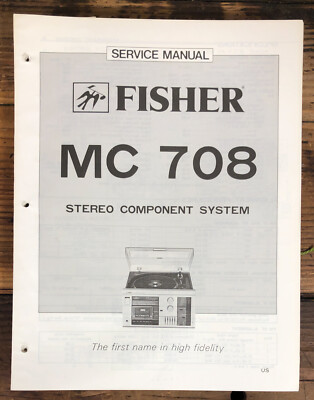 SERVICE MANUAL
FISHER®
MC 708
STEREO COMPONENT SYSTEM
The first name in high fidelity
US